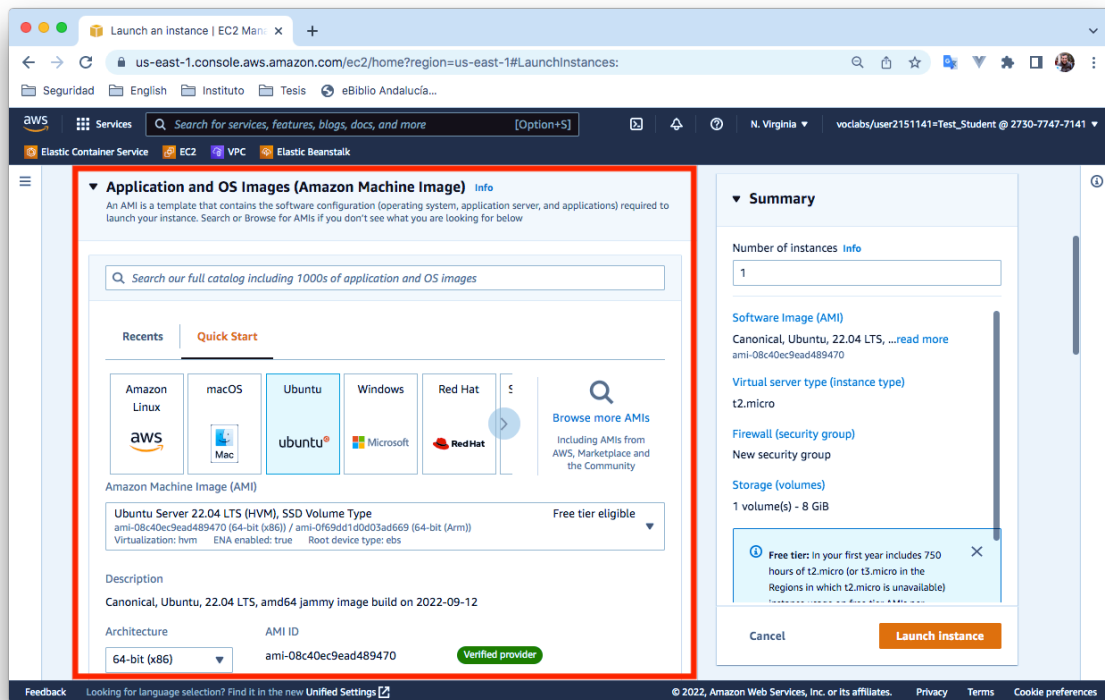 Launch an instance | EC2 Man
us-east-1.console.aws.amazon.com/ec2/home?region=us-east-1#LaunchInstances:
Seguridad English Instituto Tesis eBiblio Andalucía...
aws Services Search for services, features, blogs, docs, and more [Option+S] N. Virginia voclabs/user2151141=Test_Student @ 2730-7747-7141
Elastic Container Service EC2 VPC Elastic Beanstalk
Application and OS Images (Amazon Machine Image) Info
An AMI is a template that contains the software configuration (operating system, application server, and applications) required to
launch your instance. Search or Browse for AMIs if you don't see what you are looking for below
Search our full catalog including 1000s of application and OS images
Recents Quick Start
Amazon
Linux
aws
macOS
Mac
Ubuntu
ubuntu
Windows
Microsoft
Red Hat
RedHat
S
Browse more AMIs
Including AMIs from
AWS, Marketplace and
the Community
Amazon Machine Image (AMI)
Ubuntu Server 22.04 LTS (HVM), SSD Volume Type Free tier eligible
ami-08c40ec9ead489470 (64-bit (x86)) / ami-0f69dd1d0d03ad669 (64-bit (Arm))
Virtualization: hvm ENA enabled: true Root device type: ebs
Description
Canonical, Ubuntu, 22.04 LTS, amd64 jammy image build on 2022-09-12
Architecture AMI ID
64-bit (x86) ami-08c40ec9ead489470 Verified provider
Summary
Number of instances Info
1
Software Image (AMI)
Canonical, Ubuntu, 22.04 LTS, ...read more
ami-08c40ec9ead489470
Virtual server type (instance type)
t2.micro
Firewall (security group)
New security group
Storage (volumes)
1 volume(s) - 8 GiB
Free tier: In your first year includes 750
hours of t2.micro (or t3.micro in the
Regions in which t2.micro is unavailable)
Cancel Launch instance
Feedback Looking for language selection? Find it in the new Unified Settings © 2022, Amazon Web Services, Inc. or its affiliates. Privacy Terms Cookie preferences